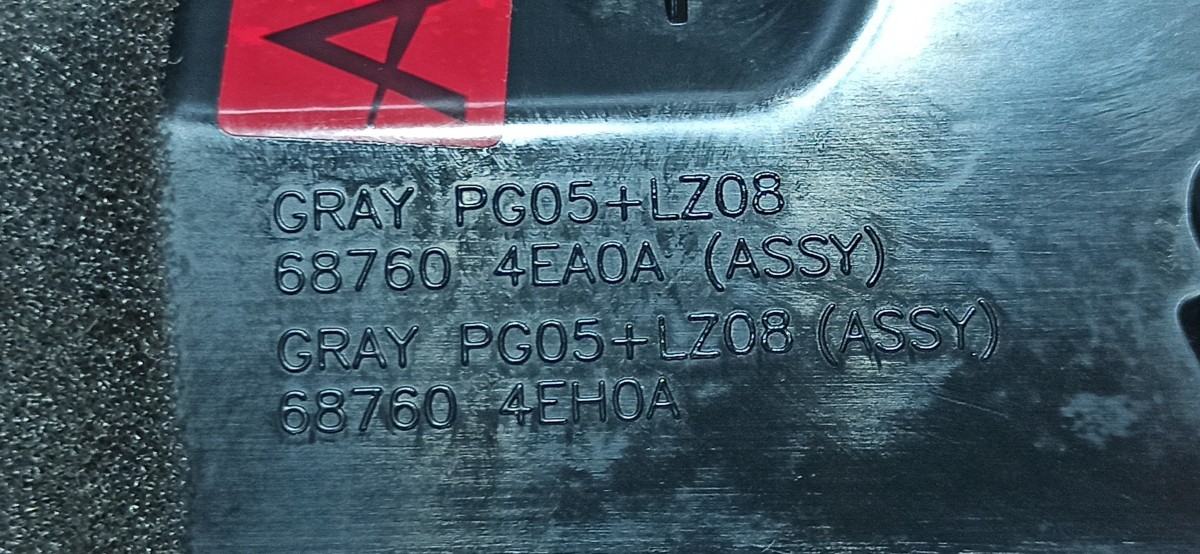 A
GRAY PG05+LZ08
68760 4EA0A (ASSY)
GRAY PG05+LZ08 (ASSY)
68760 4EH0A